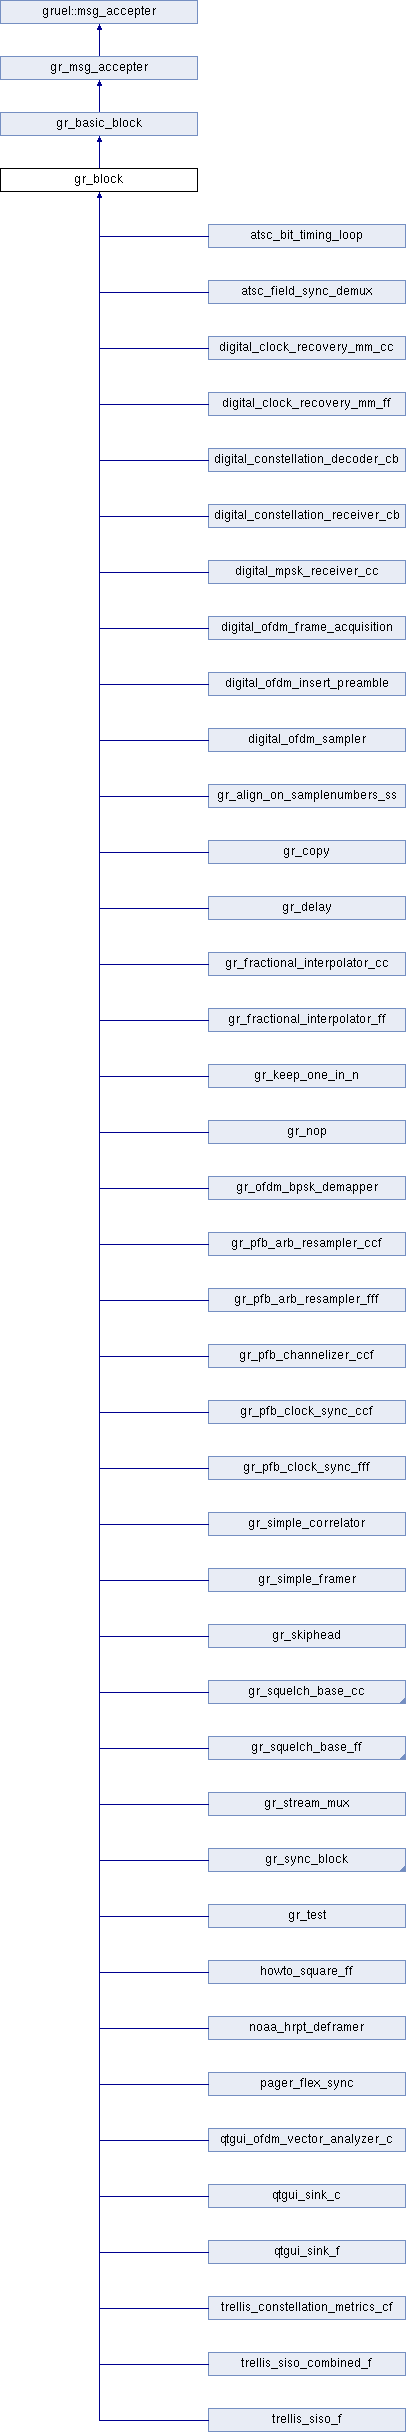 gruel::msg_accepter
gr_msg_accepter
gr_basic_block
gr_block
atsc_bit_timing_loop
atsc_field_sync_demux
digital_clock_recovery_mm_cc
digital_clock_recovery_mm_ff
digital_constellation_decoder_cb
digital_constellation_receiver_cb
digital_mpsk_receiver_cc
digital_ofdm_frame_acquisition
digital_ofdm_insert_preamble
digital_ofdm_sampler
gr_align_on_samplenumbers_ss
gr_copy
gr_delay
gr_fractional_interpolator_cc
gr_fractional_interpolator_ff
gr_keep_one_in_n
gr_nop
gr_ofdm_bpsk_demapper
gr_pfb_arb_resampler_ccf
gr_pfb_arb_resampler_fff
gr_pfb_channelizer_ccf
gr_pfb_clock_sync_ccf
gr_pfb_clock_sync_fff
gr_simple_correlator
gr_simple_framer
gr_skiphead
gr_squelch_base_cc
gr_squelch_base_ff
gr_stream_mux
gr_sync_block
gr_test
howto_square_ff
noaa_hrpt_deframer
pager_flex_sync
qtgui_ofdm_vector_analyzer_c
qtgui_sink_c
qtgui_sink_f
trellis_constellation_metrics_cf
trellis_siso_combined_f
trellis_siso_f